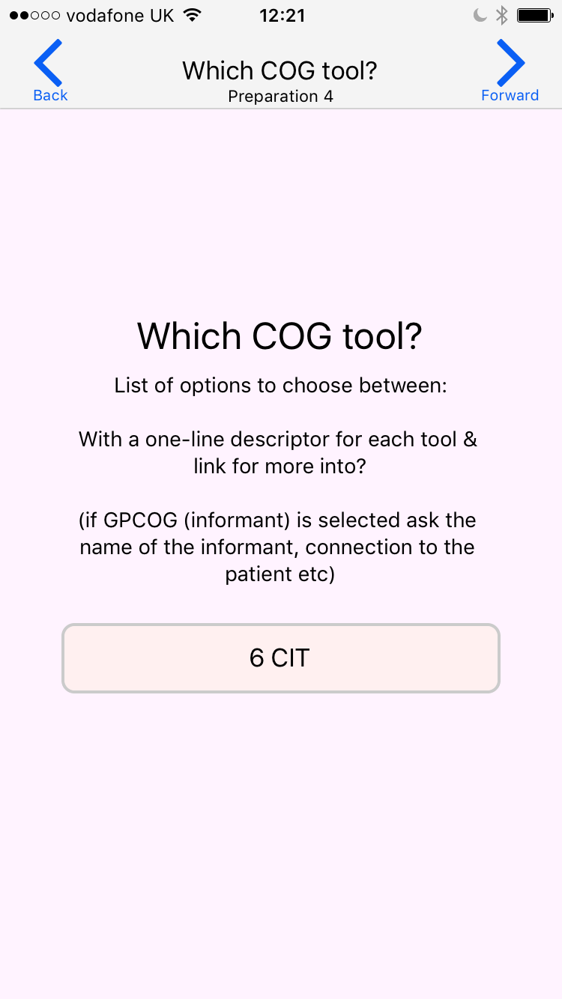 vodafone UK 12:21
Which COG tool?
Preparation 4
Back
Forward
Which COG tool?
List of options to choose between:
With a one-line descriptor for each tool &
link for more into?
(if GPCOG (informant) is selected ask the
name of the informant, connection to the
patient etc)
6 CIT